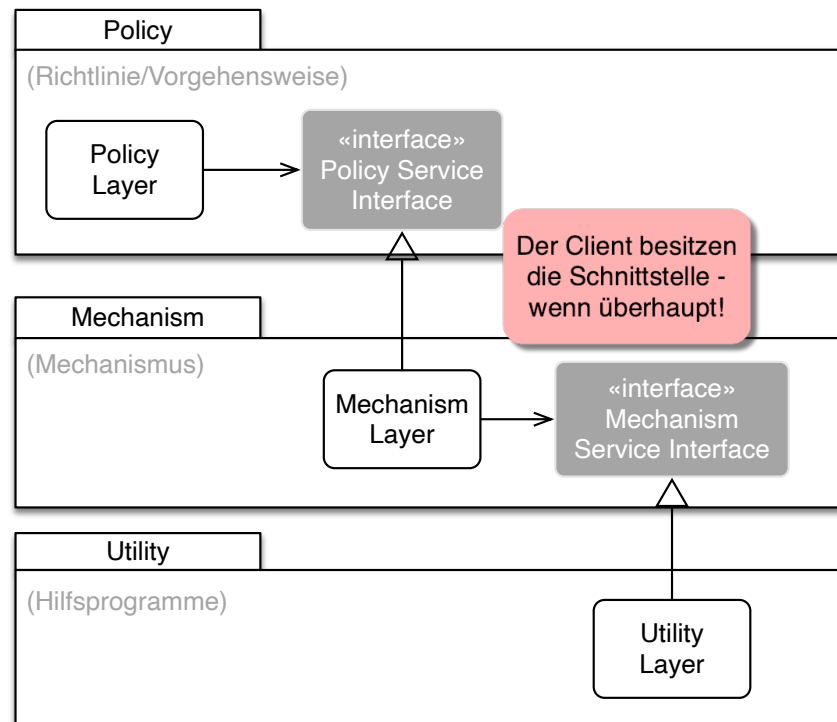 Policy
(Richtlinie/Vorgehensweise)
Policy
Layer
«interface»
Policy Service
Interface
Der Client besitzen
die Schnittstelle -
wenn überhaupt!
Mechanism
(Mechanismus)
Mechanism
Layer
«interface»
Mechanism
Service Interface
Utility
(Hilfsprogramme)
Utility
Layer